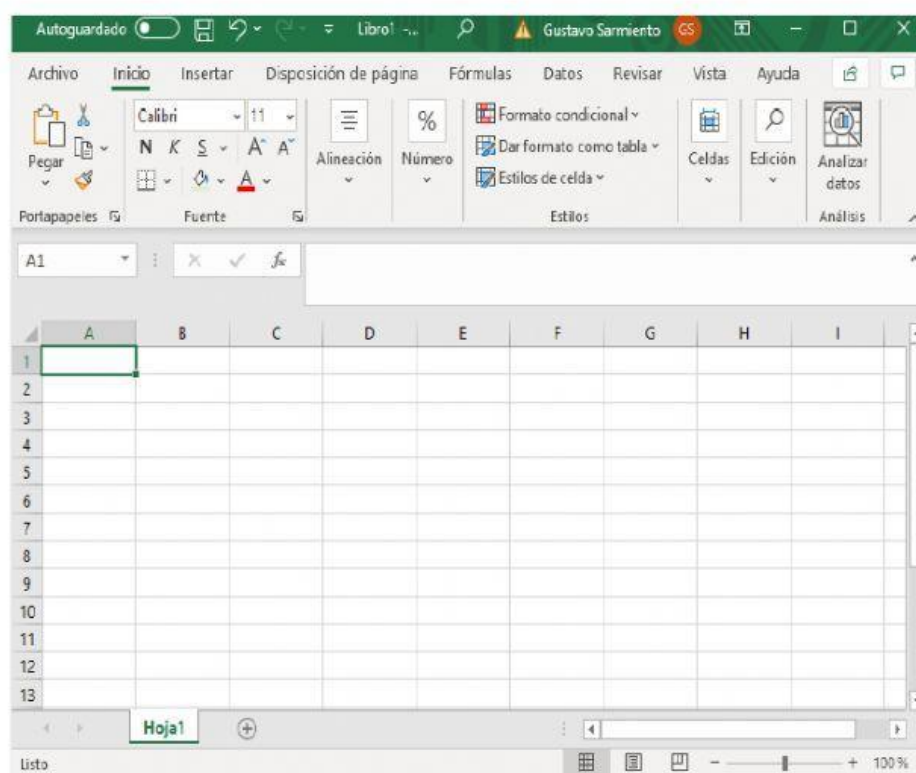 Autoguardado Libro1 -... Gustavo Sarmiento GS
Archivo Inicio Insertar Disposición de página Fórmulas Datos Revisar Vista Ayuda
Pegar
Portapapeles
Calibri 11
N K S A A
A
Fuente
Alineación
%
Número
Formato condicional
Dar formato como tabla
Estilos de celda
Estilos
Celdas
Edición
Analizar
datos
Análisis
A1 fx
A B C D E F G H I
1
2
3
4
5
6
7
8
9
10
11
12
13
Hoja1
Listo 100 %